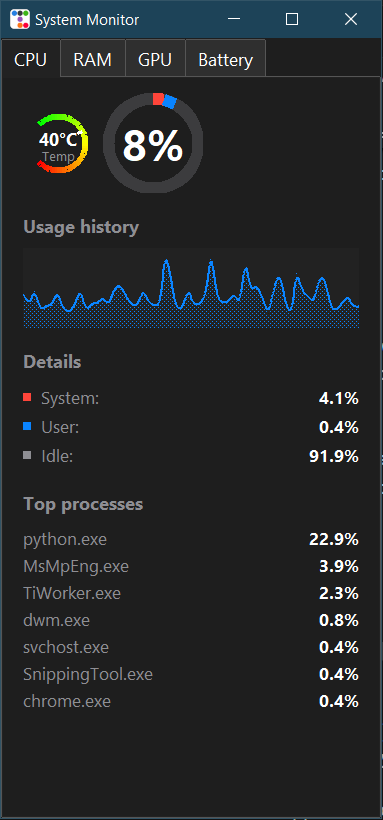 System Monitor
CPU RAM GPU Battery
40°C 8%
Temp
Usage history
Details
System: 4.1%
User: 0.4%
Idle: 91.9%
Top processes
python.exe 22.9%
MsMpEng.exe 3.9%
TiWorker.exe 2.3%
dwm.exe 0.8%
svchost.exe 0.4%
SnippingTool.exe 0.4%
chrome.exe 0.4%